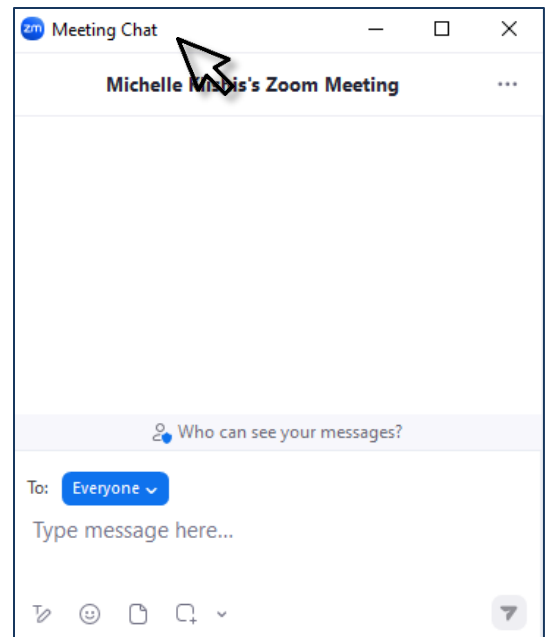 zm Meeting Chat
Michelle Zoom Meeting
Who can see your messages?
To: Everyone
Type message here...